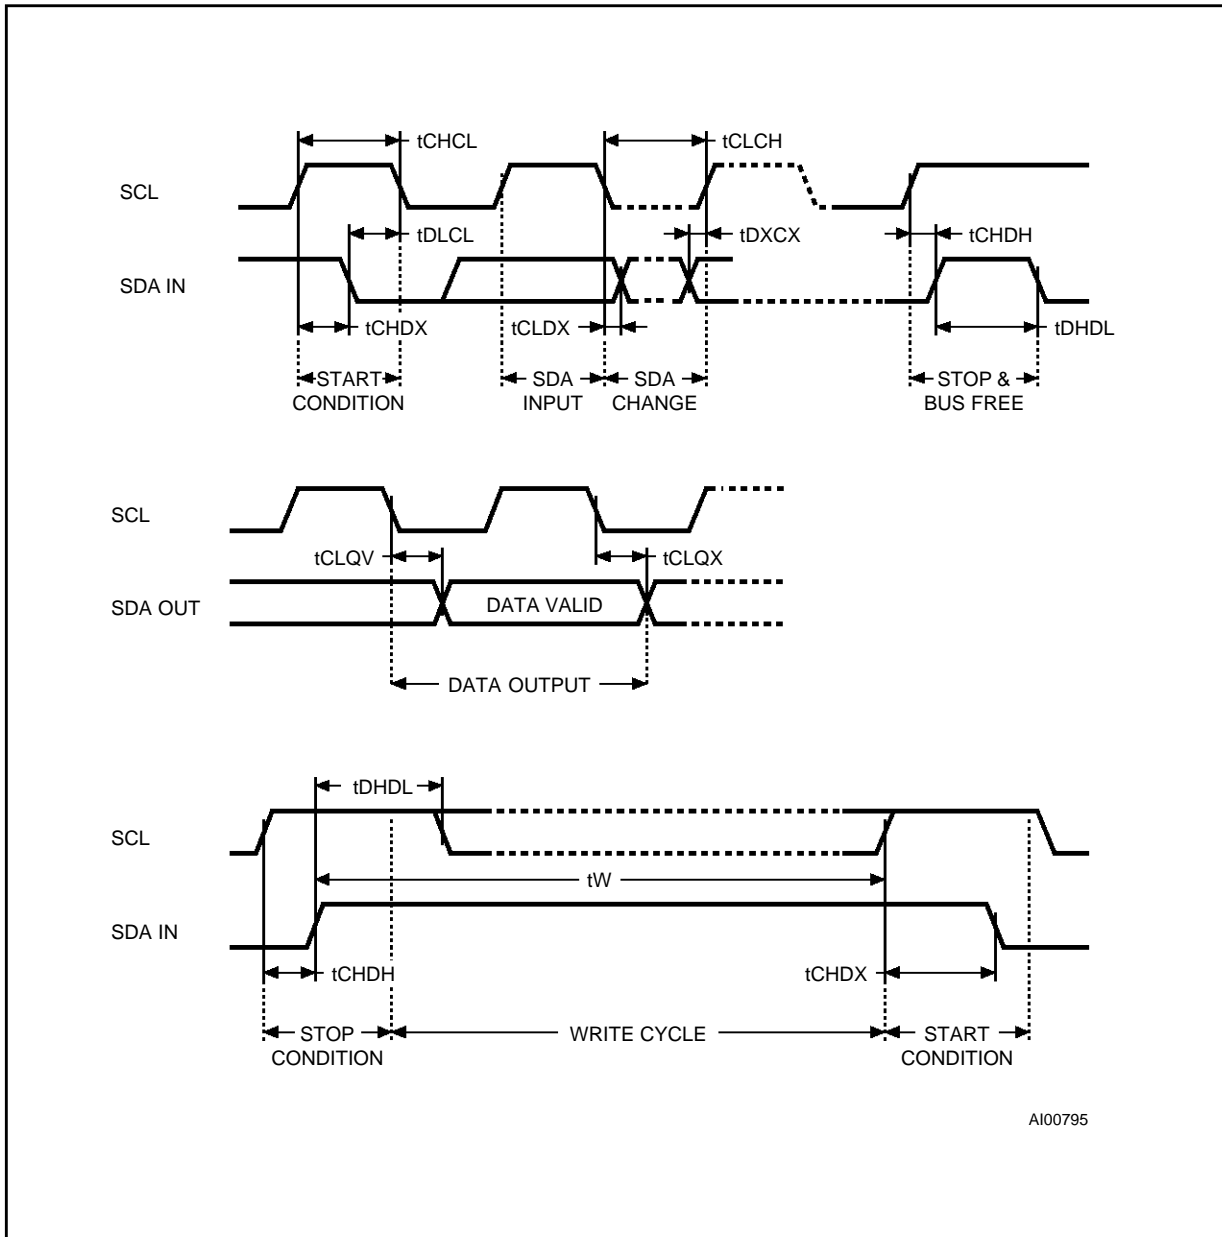 tCHCL
tCLCH
SCL
tDLCL
tDXCX
tCHDH
SDA IN
tCHDX
tCLDX
tDHDL
START
CONDITION
SDA
INPUT
SDA
CHANGE
STOP &
BUS FREE
SCL
tCLQV
tCLQX
SDA OUT
DATA VALID
DATA OUTPUT
tDHDL
SCL
tW
SDA IN
tCHDH
tCHDX
STOP
CONDITION
WRITE CYCLE
START
CONDITION
AI00795